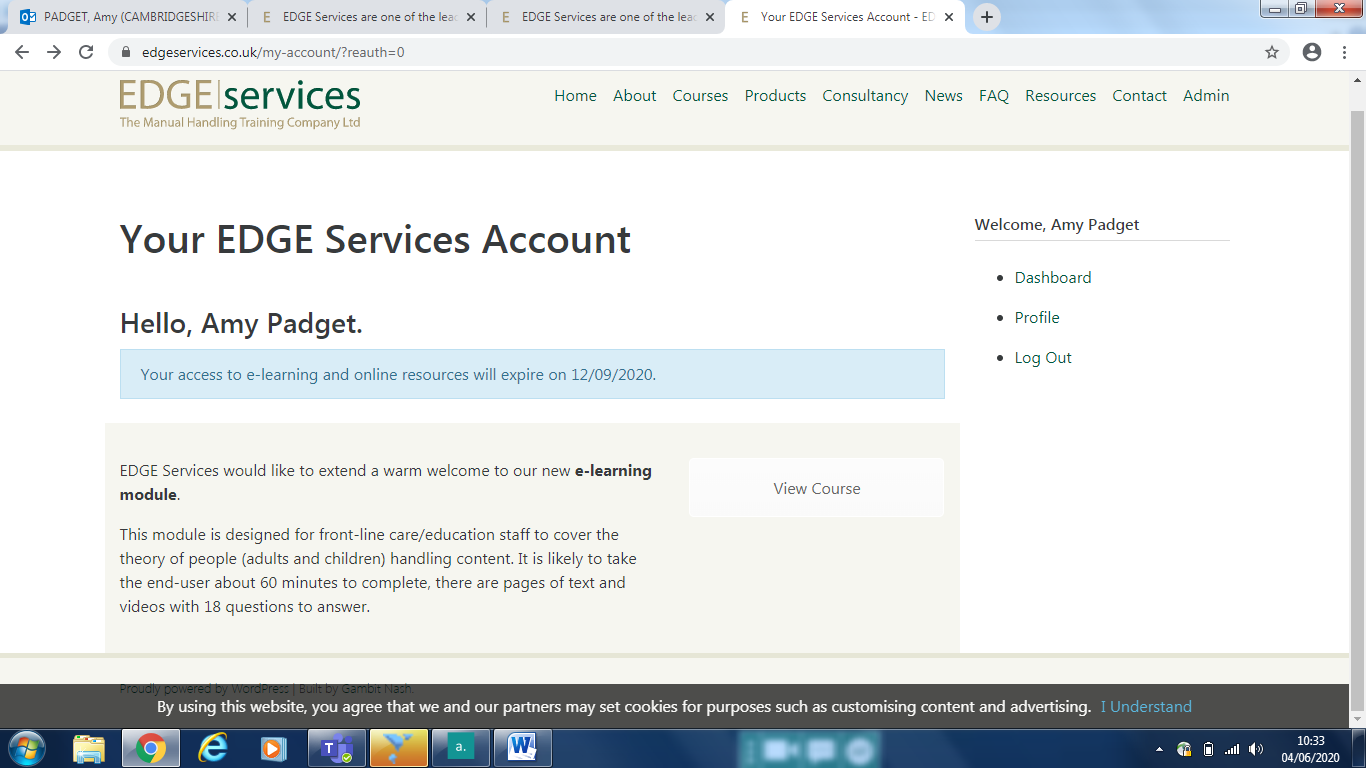 PADGET, Amy (CAMBRIDGESHIRE
EDGE Services are one of the lea
EDGE Services are one of the lea
Your EDGE Services Account - ED
edgeservices.co.uk/my-account/?reauth=0
EDGE|services
The Manual Handling Training Company Ltd
Home About Courses Products Consultancy News FAQ Resources Contact Admin
Your EDGE Services Account
Welcome, Amy Padget
Dashboard
Profile
Log Out
Hello, Amy Padget.
Your access to e-learning and online resources will expire on 12/09/2020.
EDGE Services would like to extend a warm welcome to our new e-learning
module.
View Course
This module is designed for front-line care/education staff to cover the
theory of people (adults and children) handling content. It is likely to take
the end-user about 60 minutes to complete, there are pages of text and
videos with 18 questions to answer.
Proudly powered by WordPress | Built by Gambit Nash.
By using this website, you agree that we and our partners may set cookies for purposes such as customising content and advertising. I Understand
a.
10:33
04/06/2020